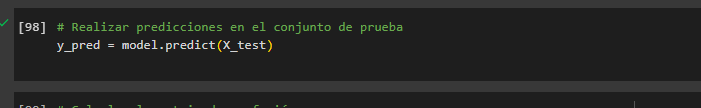 [98] # Realizar predicciones en el conjunto de prueba
y_pred = model.predict(X_test)